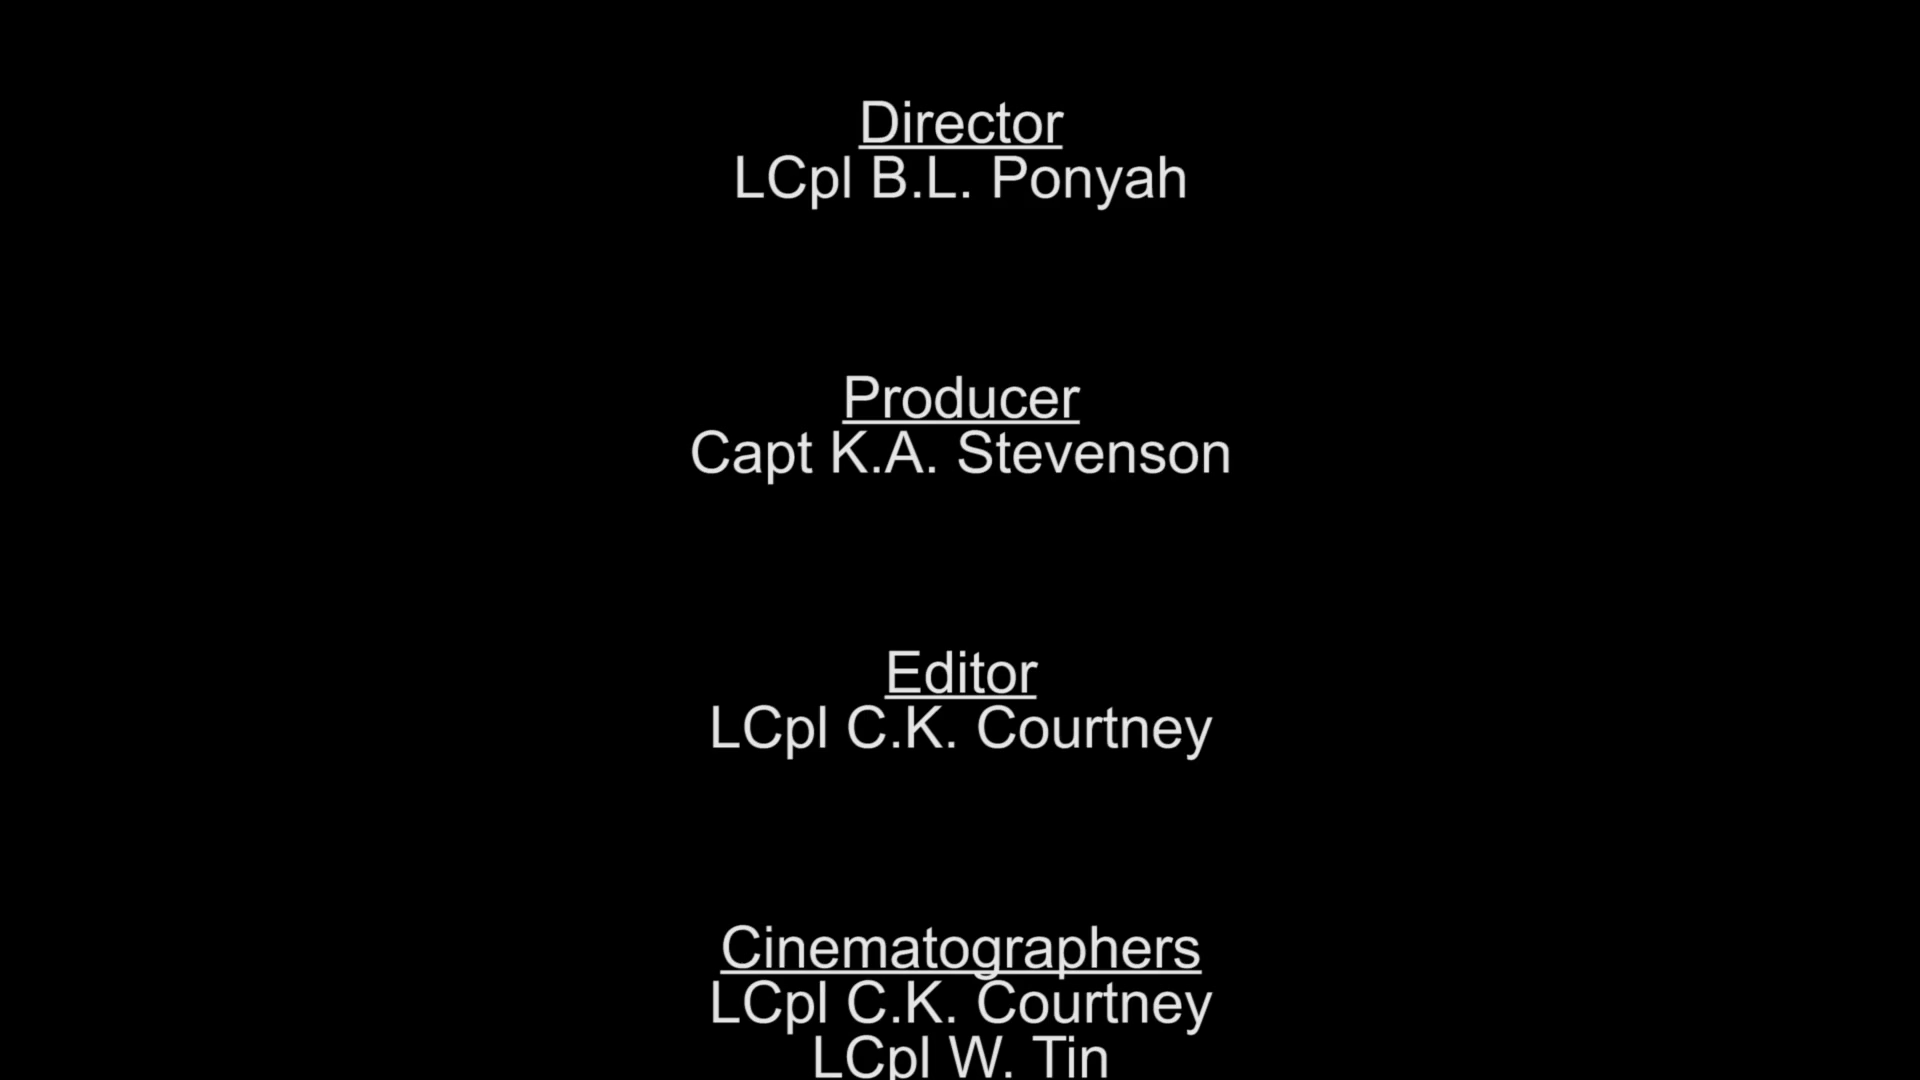 Director
LCpl B.L. Ponyah
Producer
Capt K.A. Stevenson
Editor
LCpl C.K. Courtney
Cinematographers
LCpl C.K. Courtney
LCpl W. Tin